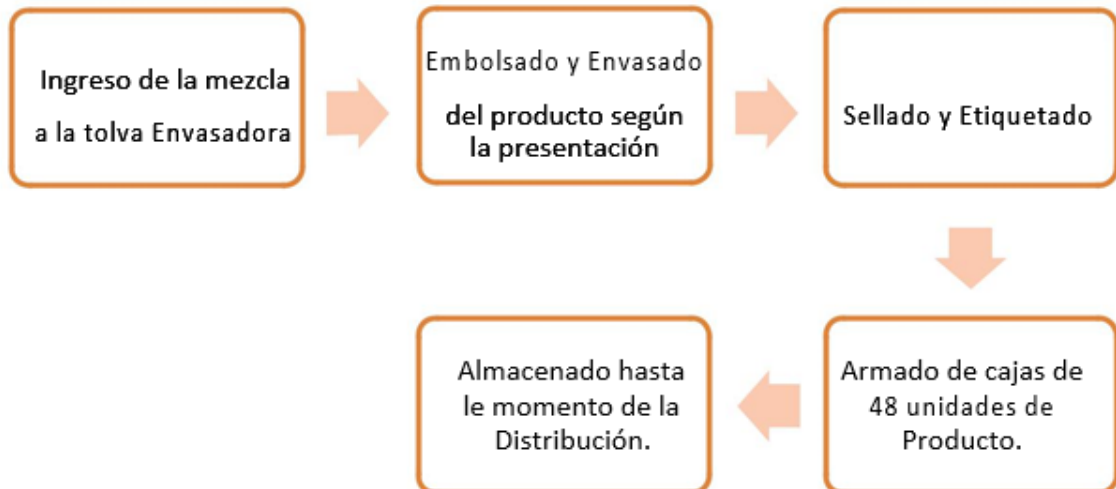 Ingreso de la mezcla
a la tolva Envasadora
Embolsado y Envasado
del producto según
la presentación
Sellado y Etiquetado
Armado de cajas de
48 unidades de
Producto.
Almacenado hasta
le momento de la
Distribución.